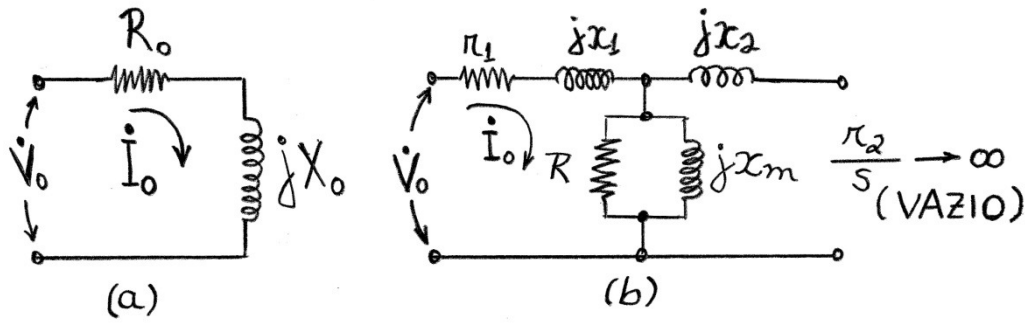 R₀
V̇₀
İ₀
jX₀
(a)
r₁
jx₁
jx₂
V̇₀
İ₀
R
jxₘ
r₂
s
→ ∞
(VAZIO)
(b)